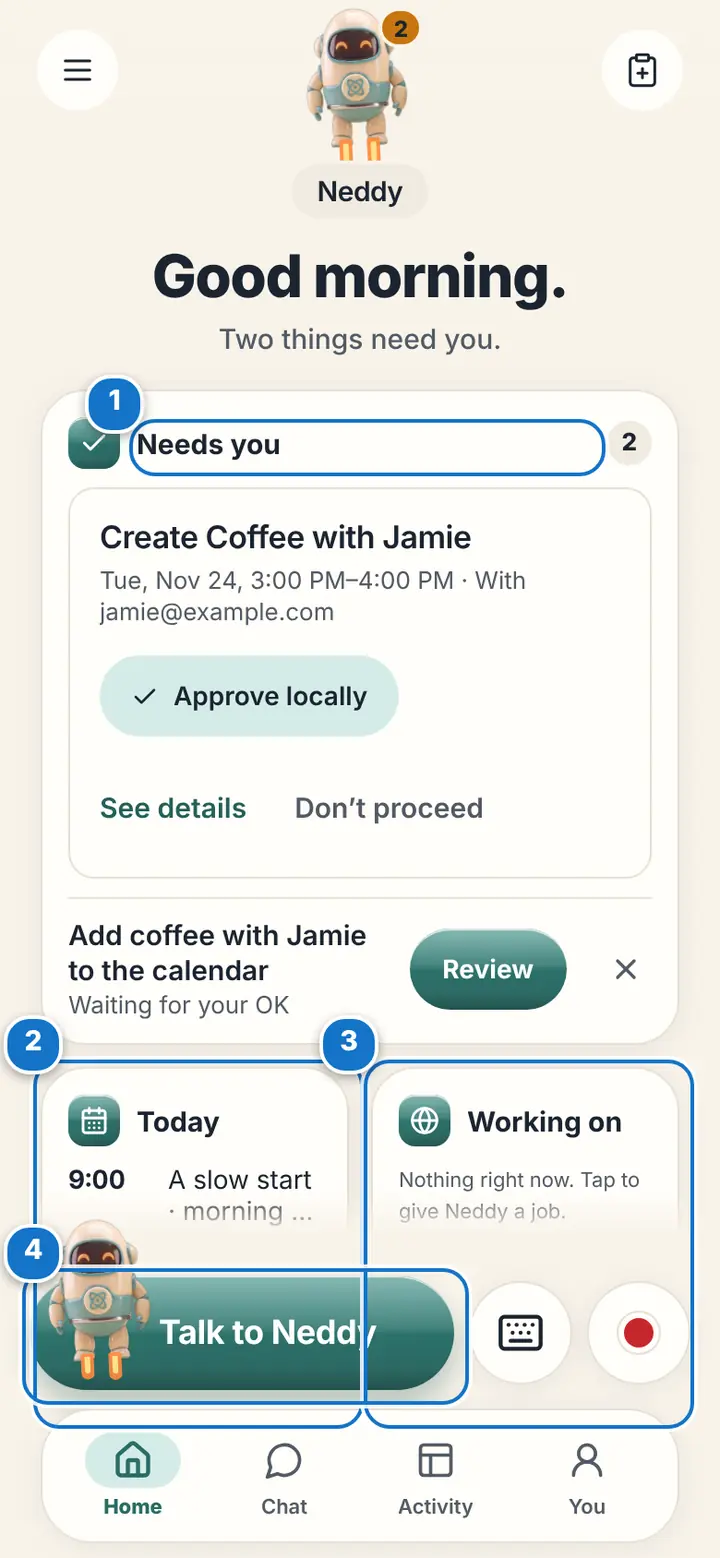 2
Neddy
Good morning.
Two things need you.
1
Needs you
2
Create Coffee with Jamie
Tue, Nov 24, 3:00 PM–4:00 PM · With
jamie@example.com
Approve locally
See details
Don’t proceed
Add coffee with Jamie
to the calendar
Waiting for your OK
Review
2
3
Today
9:00
A slow start
· morning ...
Working on
Nothing right now. Tap to
give Neddy a job.
4
Talk to Neddy
Home
Chat
Activity
You